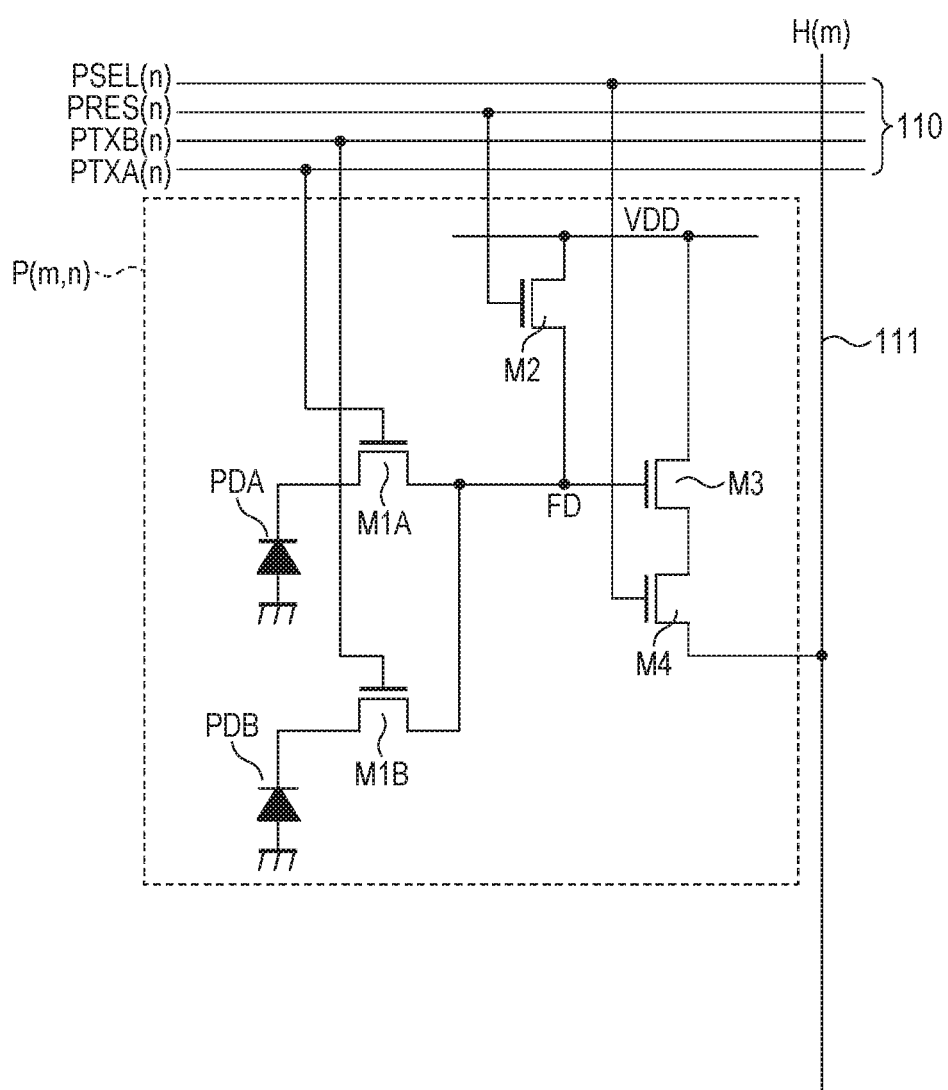 H(m)
PSEL(n)
PRES(n)
PTXB(n)
PTXA(n)
110
VDD
P(m,n)
M2
111
PDA
M1A
FD
M3
M4
PDB
M1B